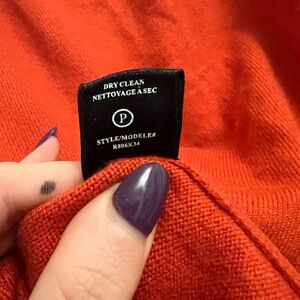 DRY CLEAN
NETTOYAGE À SEC
P
STYLE/MODELE#
R806K34